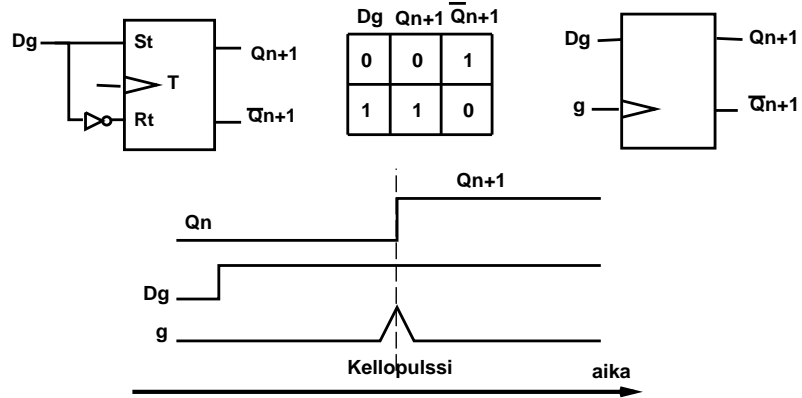 Dg St Qn+1
T
Rt Q̅n+1
Dg Qn+1 Q̅n+1
0 0 1
1 1 0
Dg Qn+1
g Q̅n+1
Qn+1
Qn
Dg
g
Kellopulssi
aika